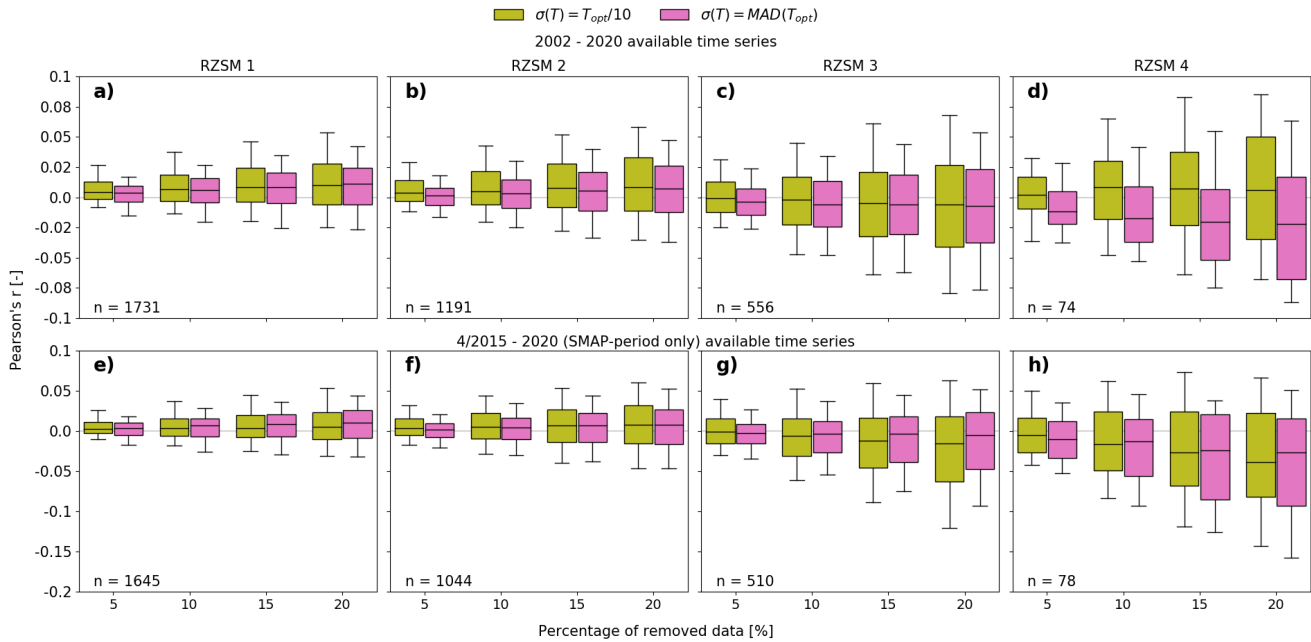 σ(T) = T_opt/10 σ(T) = MAD(T_opt)
2002 - 2020 available time series
RZSM 1 RZSM 2 RZSM 3 RZSM 4
a) b) c) d)
0.1
0.08
0.05
0.02
0.0
-0.02
-0.05
-0.08
-0.1
n = 1731 n = 1191 n = 556 n = 74
Pearson's r [-]
4/2015 - 2020 (SMAP-period only) available time series
e) f) g) h)
0.1
0.05
0.0
-0.05
-0.1
-0.15
-0.2
n = 1645 n = 1044 n = 510 n = 78
5 10 15 20 5 10 15 20 5 10 15 20 5 10 15 20
Percentage of removed data [%]